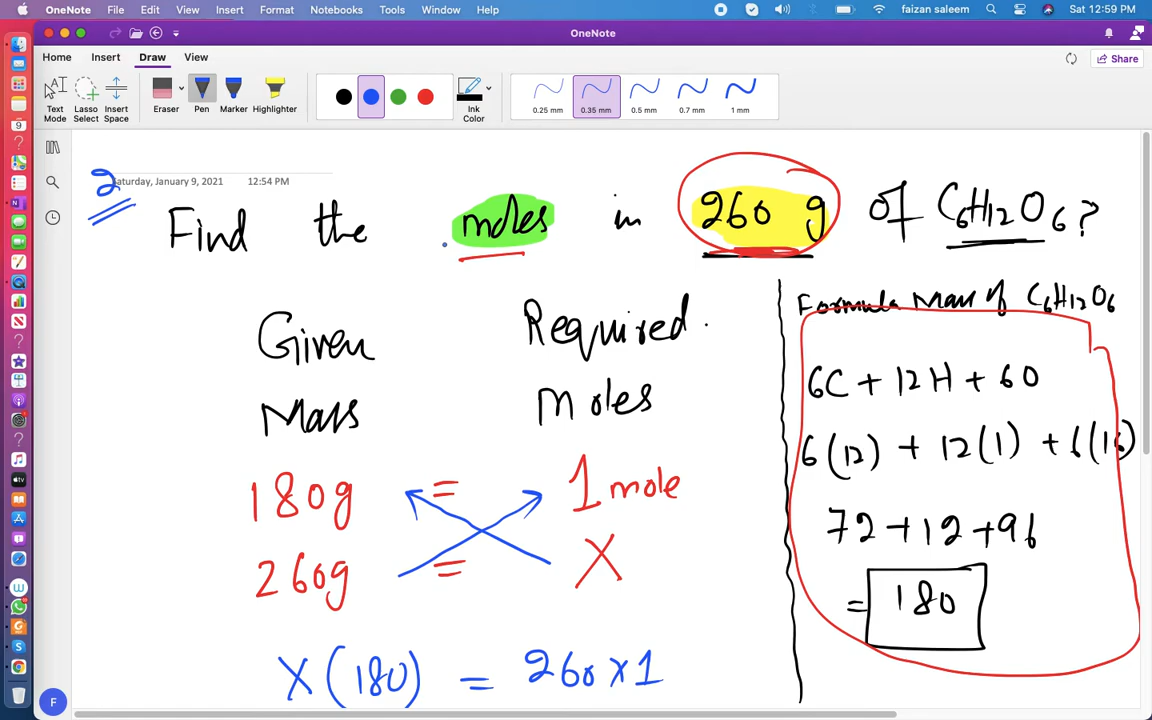 OneNote File Edit View Insert Format Notebooks Tools Window Help faizan saleem Sat 12:59 PM
OneNote
Home Insert Draw View Share
Text Mode Lasso Select Insert Space Eraser Pen Marker Highlighter Ink Color 0.25 mm 0.35 mm 0.5 mm 0.7 mm 1 mm
2
Saturday, January 9, 2021 12:54 PM
Find the moles in 260 g of C6H12O6?
Given Required
Mass Moles
180g = 1 mole
260g = X
X (180) = 260 x 1
Formula Mass of C6H12O6
6C + 12H + 6O
6(12) + 12(1) + 6(16)
72 + 12 + 96
= 180
F